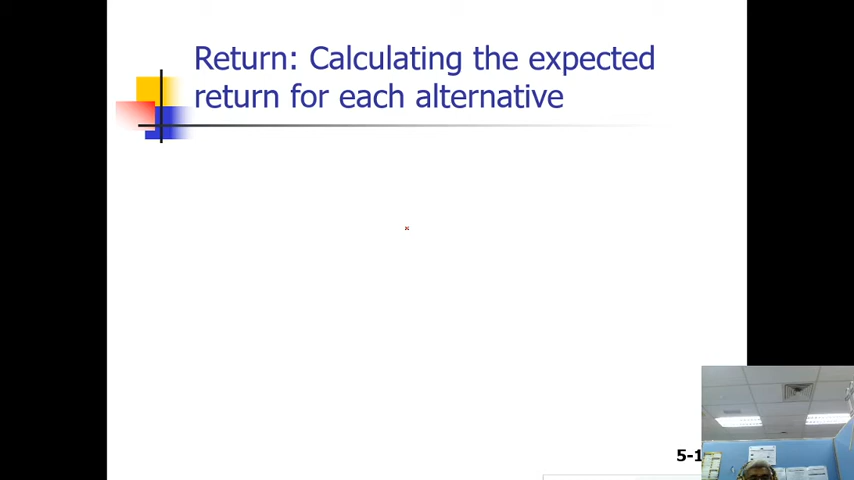 Return: Calculating the expected
return for each alternative
5-1